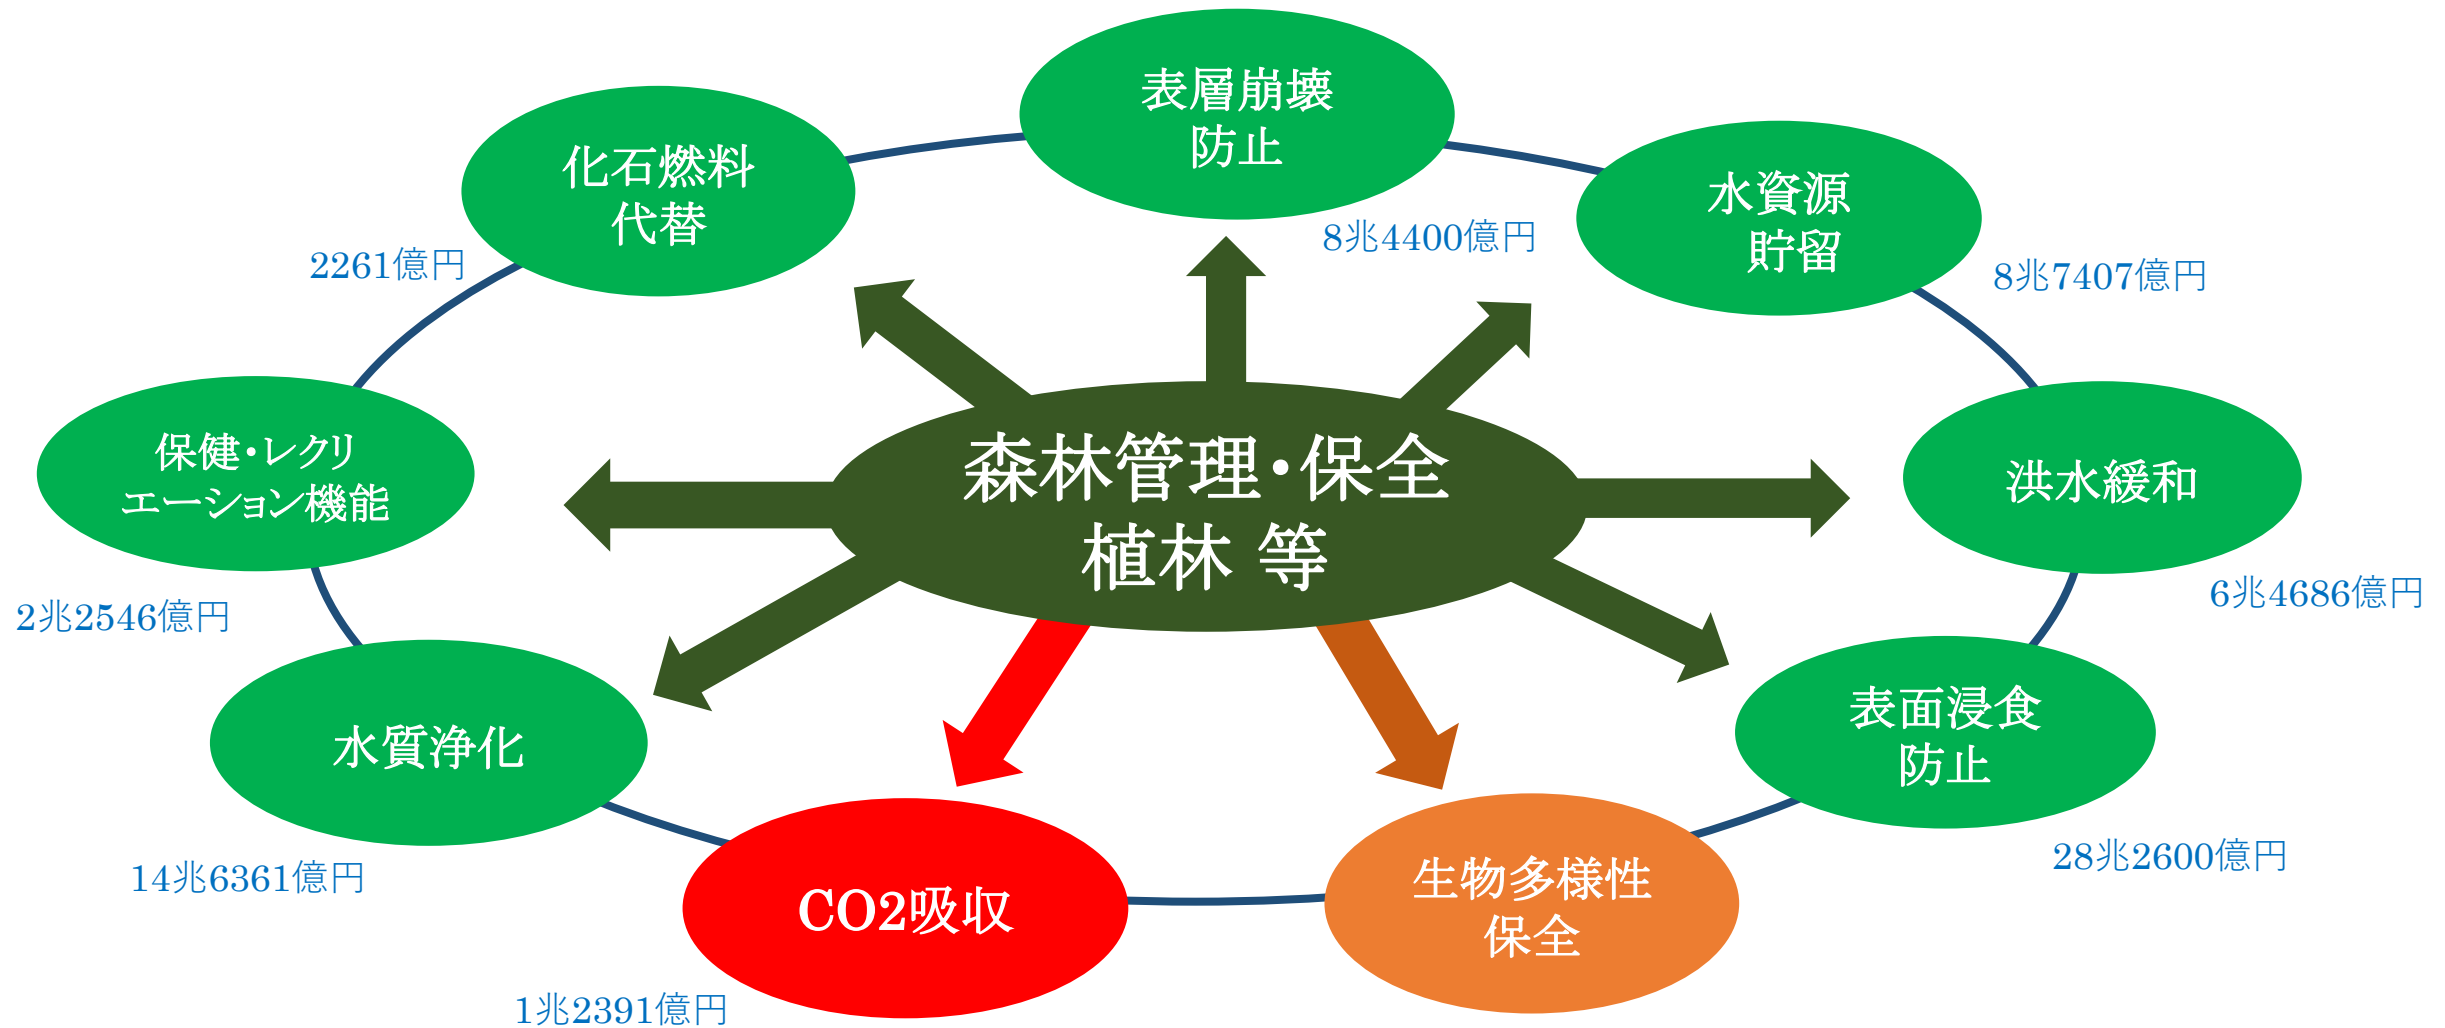 表層崩壊
防止
8兆4400億円
化石燃料
代替
2261億円
水資源
貯留
8兆7407億円
保健・レクリ
エーション機能
2兆2546億円
森林管理・保全
植林 等
洪水緩和
6兆4686億円
水質浄化
14兆6361億円
表面浸食
防止
28兆2600億円
CO2吸収
1兆2391億円
生物多様性
保全